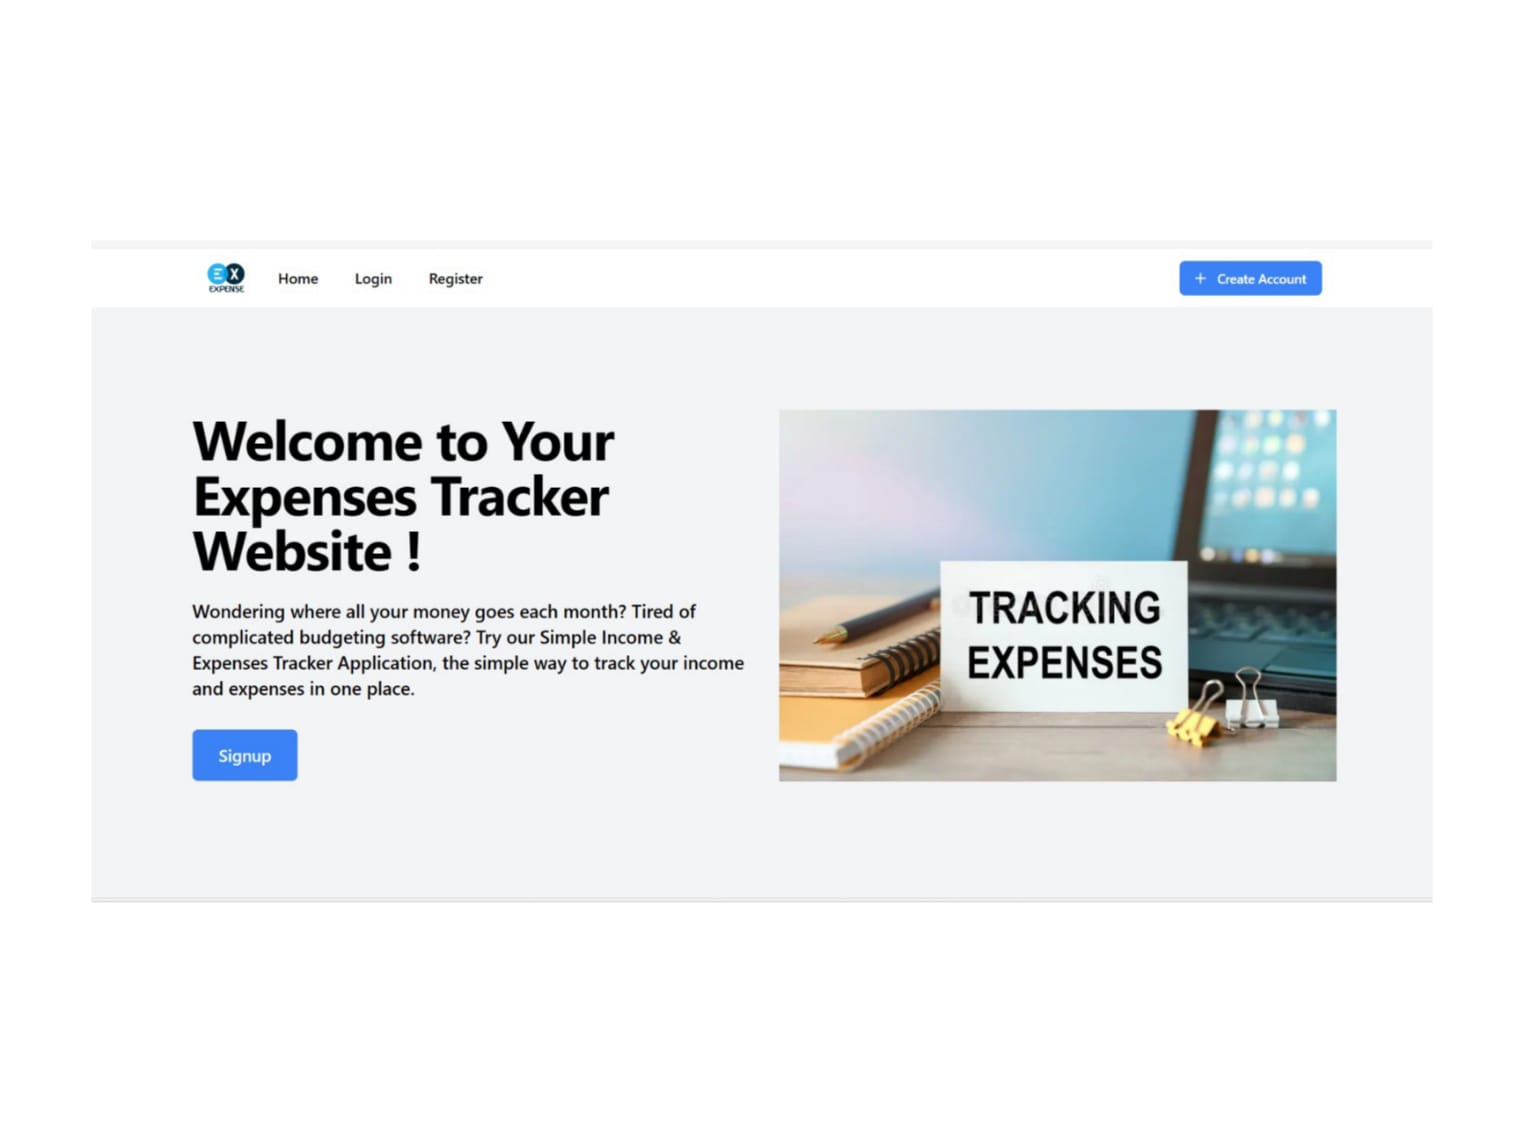 EX
EXPENSE
Home
Login
Register
+ Create Account
Welcome to Your
Expenses Tracker
Website !
Wondering where all your money goes each month? Tired of
complicated budgeting software? Try our Simple Income &
Expenses Tracker Application, the simple way to track your income
and expenses in one place.
Signup
TRACKING
EXPENSES